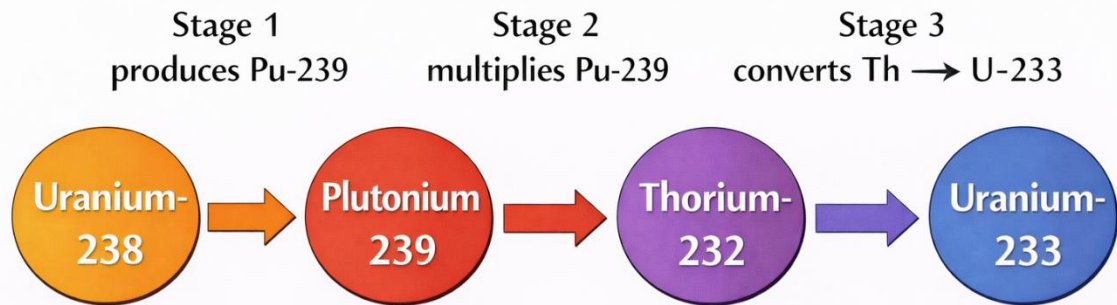 Stage 1
produces Pu-239
Stage 2
multiplies Pu-239
Stage 3
converts Th → U-233
Uranium-
238
Plutonium
239
Thorium-
232
Uranium-
233